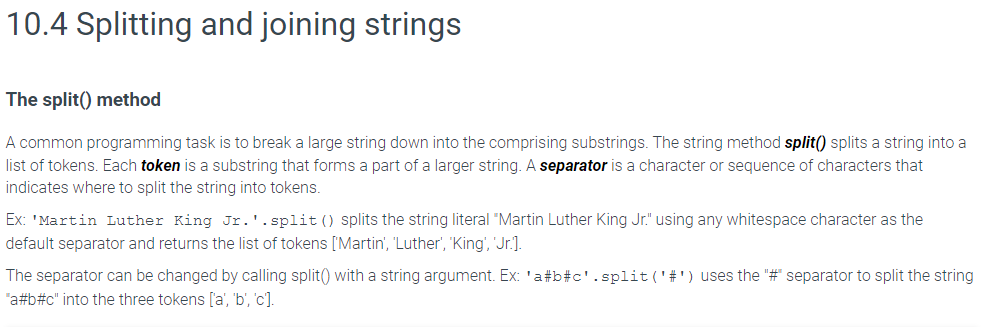 10.4 Splitting and joining strings
The split() method
A common programming task is to break a large string down into the comprising substrings. The string method split() splits a string into a
list of tokens. Each token is a substring that forms a part of a larger string. A separator is a character or sequence of characters that
indicates where to split the string into tokens.
Ex: 'Martin Luther King Jr.'.split() splits the string literal "Martin Luther King Jr." using any whitespace character as the
default separator and returns the list of tokens ['Martin', 'Luther', 'King', 'Jr.'].
The separator can be changed by calling split() with a string argument. Ex: 'a#b#c'.split('#') uses the "#" separator to split the string
"a#b#c" into the three tokens ['a', 'b', 'c'].